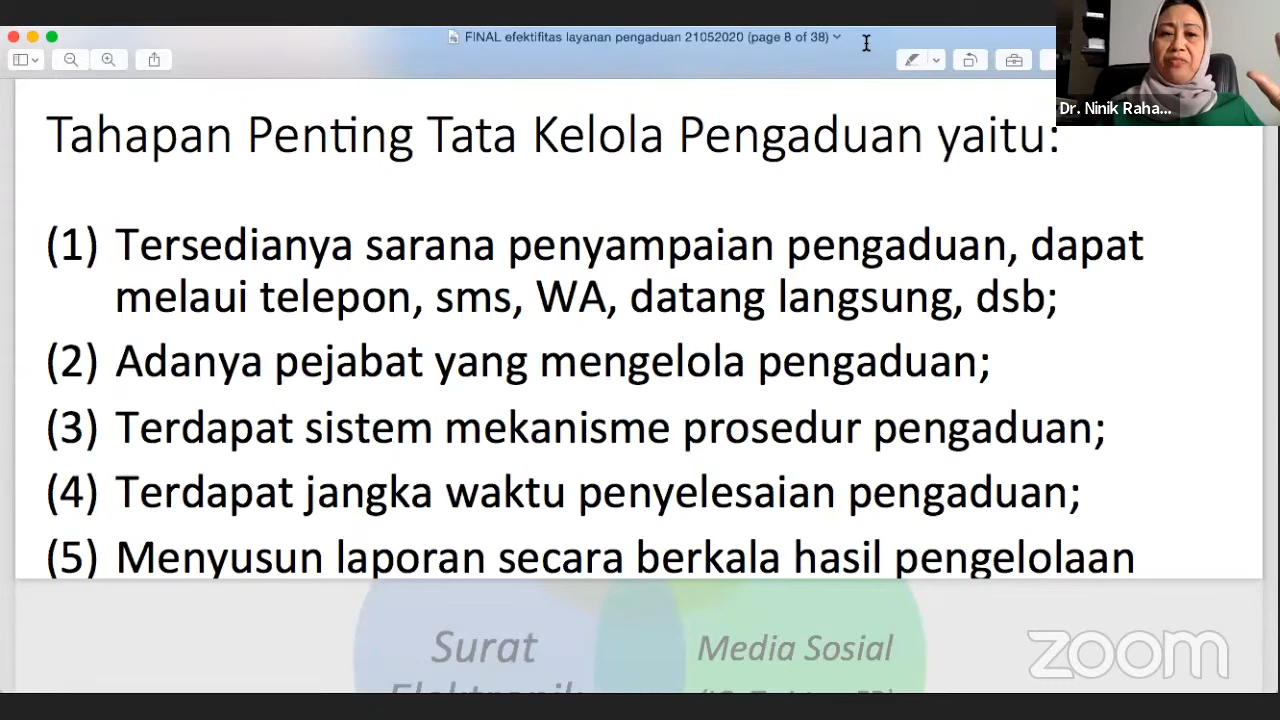 FINAL efektifitas layanan pengaduan 21052020 (page 8 of 38)
Dr. Ninik Raha...
Tahapan Penting Tata Kelola Pengaduan yaitu:
(1) Tersedianya sarana penyampaian pengaduan, dapat
melaui telepon, sms, WA, datang langsung, dsb;
(2) Adanya pejabat yang mengelola pengaduan;
(3) Terdapat sistem mekanisme prosedur pengaduan;
(4) Terdapat jangka waktu penyelesaian pengaduan;
(5) Menyusun laporan secara berkala hasil pengelolaan
Surat Media Sosial
Elektronik
zoom